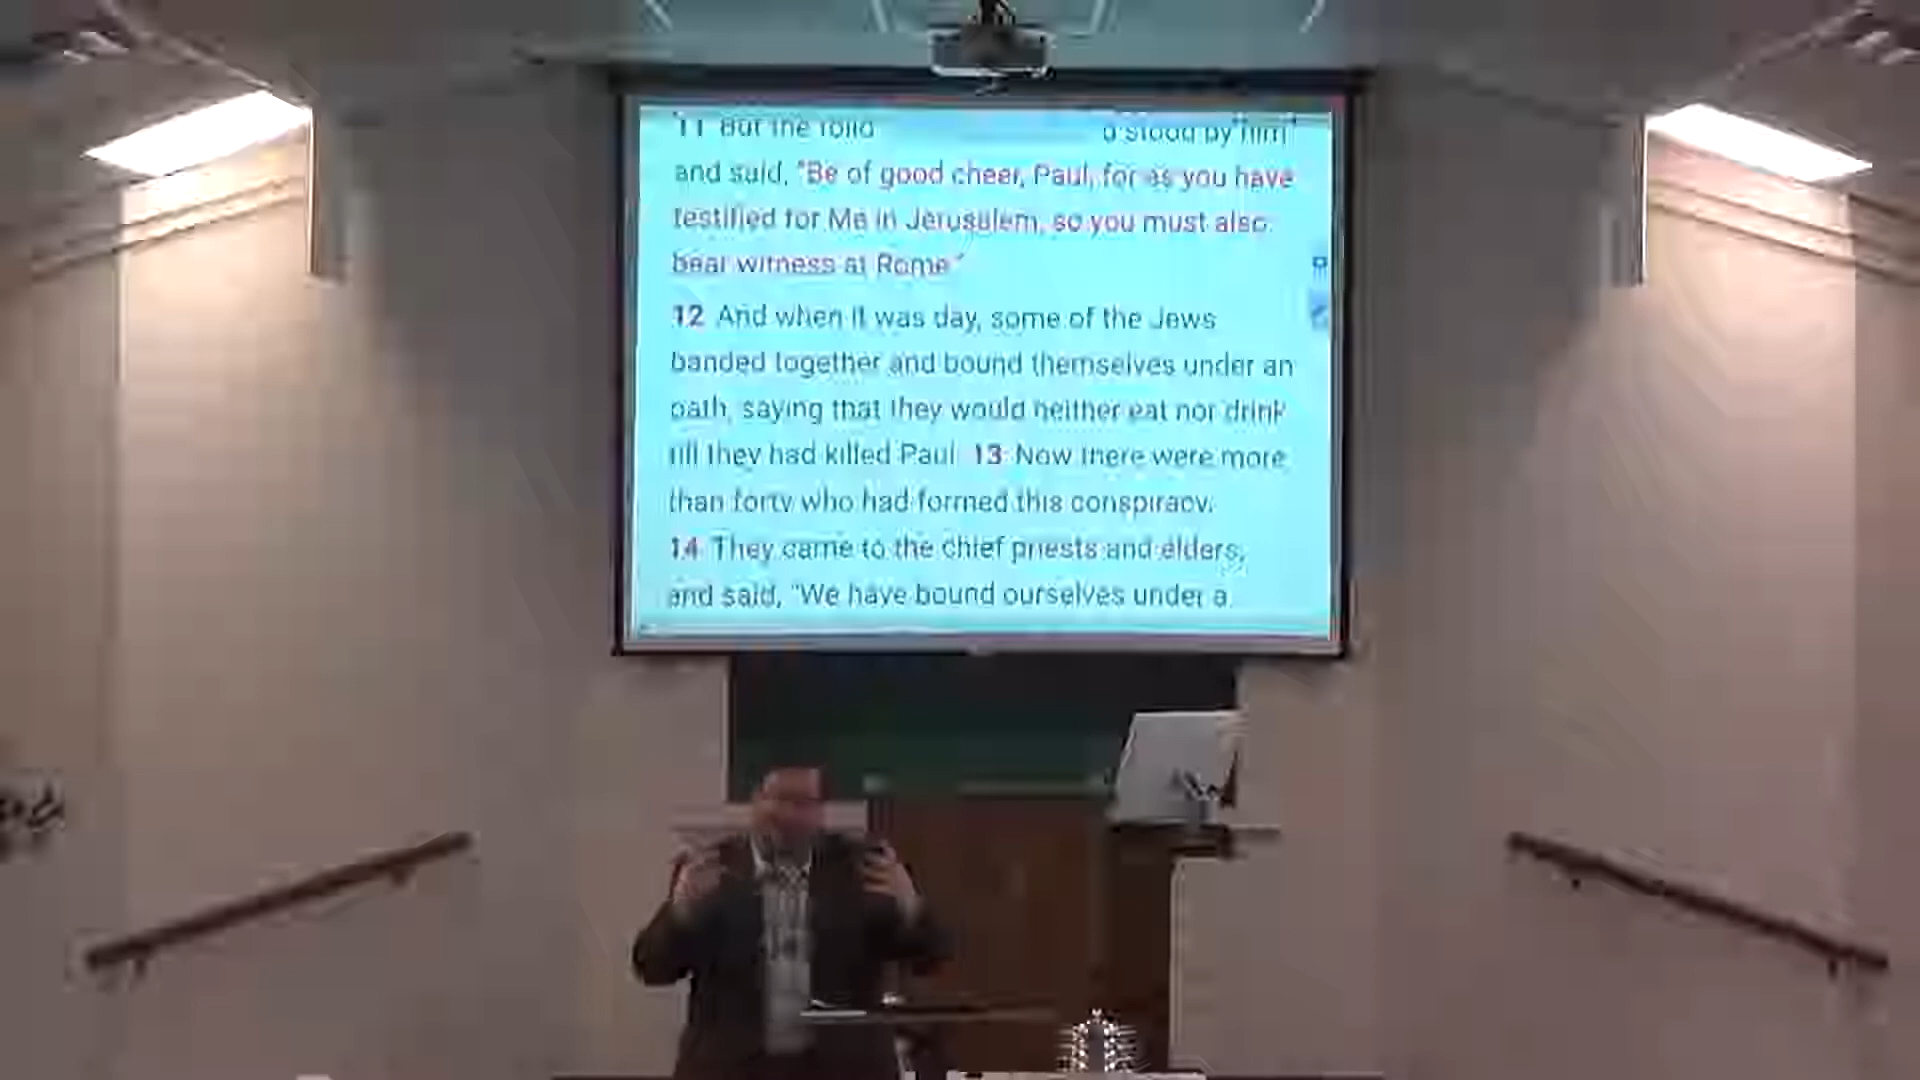 11 But the follo d stood by him
and said, "Be of good cheer, Paul, for as you have
testified for Me in Jerusalem, so you must also
bear witness at Rome"
12 And when it was day, some of the Jews
banded together and bound themselves under an
oath, saying that they would neither eat nor drink
till they had killed Paul. 13 Now there were more
than forty who had formed this conspiracy.
14 They came to the chief priests and elders,
and said, "We have bound ourselves under a